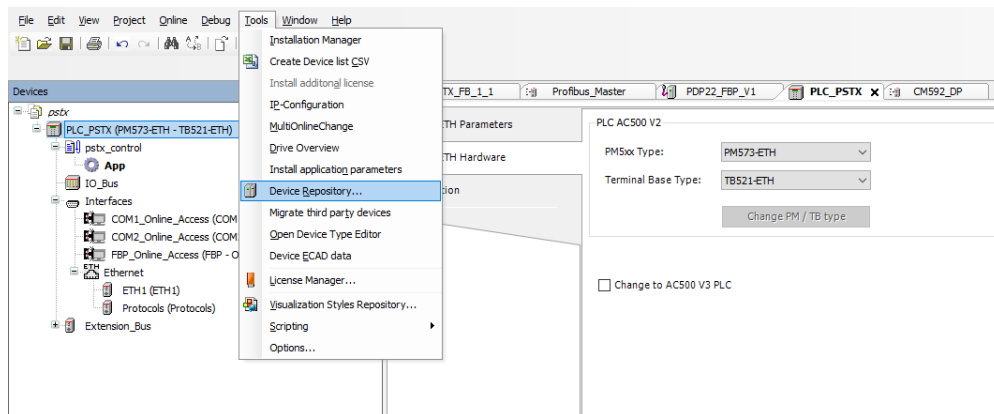 File Edit View Project Online Debug Tools Window Help
Installation Manager
Create Device list CSV
Install additonal license
IP-Configuration
MultiOnlineChange
Drive Overview
Install application parameters
Device Repository...
Migrate third party devices
Open Device Type Editor
Device ECAD data
License Manager...
Visualization Styles Repository...
Scripting
Options...
Devices
pstx
PLC_PSTX (PM573-ETH - TB521-ETH)
pstx_control
App
IO_Bus
Interfaces
COM1_Online_Access (COM
COM2_Online_Access (COM
FBP_Online_Access (FBP - O
ETH
Ethernet
ETH1 (ETH1)
Protocols (Protocols)
Extension_Bus
TX_FB_1_1 Profibus_Master PDP22_FBP_V1 PLC_PSTX X CM592_DP
ETH Parameters
ETH Hardware
tion
PLC AC500 V2
PM5xx Type: PM573-ETH
Terminal Base Type: TB521-ETH
Change PM / TB type
Change to AC500 V3 PLC